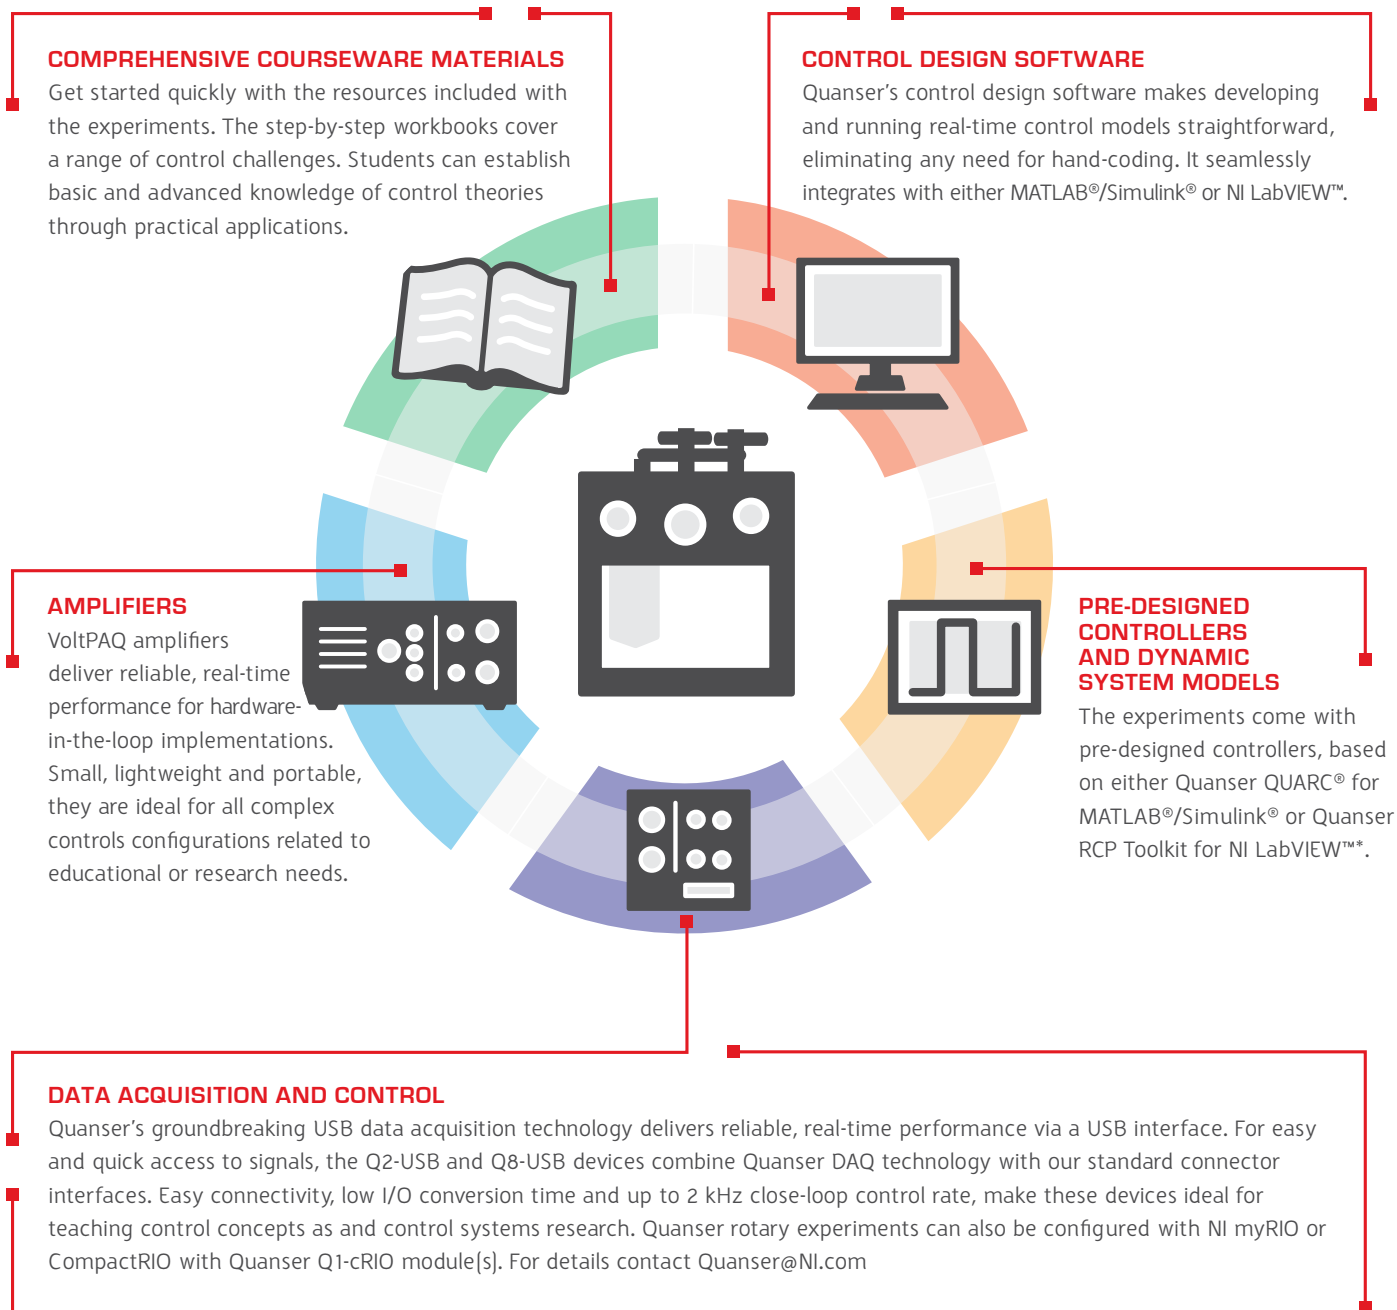 COMPREHENSIVE COURSEWARE MATERIALS
Get started quickly with the resources included with
the experiments. The step-by-step workbooks cover
a range of control challenges. Students can establish
basic and advanced knowledge of control theories
through practical applications.
CONTROL DESIGN SOFTWARE
Quanser's control design software makes developing
and running real-time control models straightforward,
eliminating any need for hand-coding. It seamlessly
integrates with either MATLAB®/Simulink® or NI LabVIEW™.
AMPLIFIERS
VoltPAQ amplifiers
deliver reliable, real-time
performance for hardware-
in-the-loop implementations.
Small, lightweight and portable,
they are ideal for all complex
controls configurations related to
educational or research needs.
PRE-DESIGNED
CONTROLLERS
AND DYNAMIC
SYSTEM MODELS
The experiments come with
pre-designed controllers, based
on either Quanser QUARC® for
MATLAB®/Simulink® or Quanser
RCP Toolkit for NI LabVIEW™*.
DATA ACQUISITION AND CONTROL
Quanser's groundbreaking USB data acquisition technology delivers reliable, real-time performance via a USB interface. For easy
and quick access to signals, the Q2-USB and Q8-USB devices combine Quanser DAQ technology with our standard connector
interfaces. Easy connectivity, low I/O conversion time and up to 2 kHz close-loop control rate, make these devices ideal for
teaching control concepts as and control systems research. Quanser rotary experiments can also be configured with NI myRIO or
CompactRIO with Quanser Q1-cRIO module(s). For details contact Quanser@NI.com